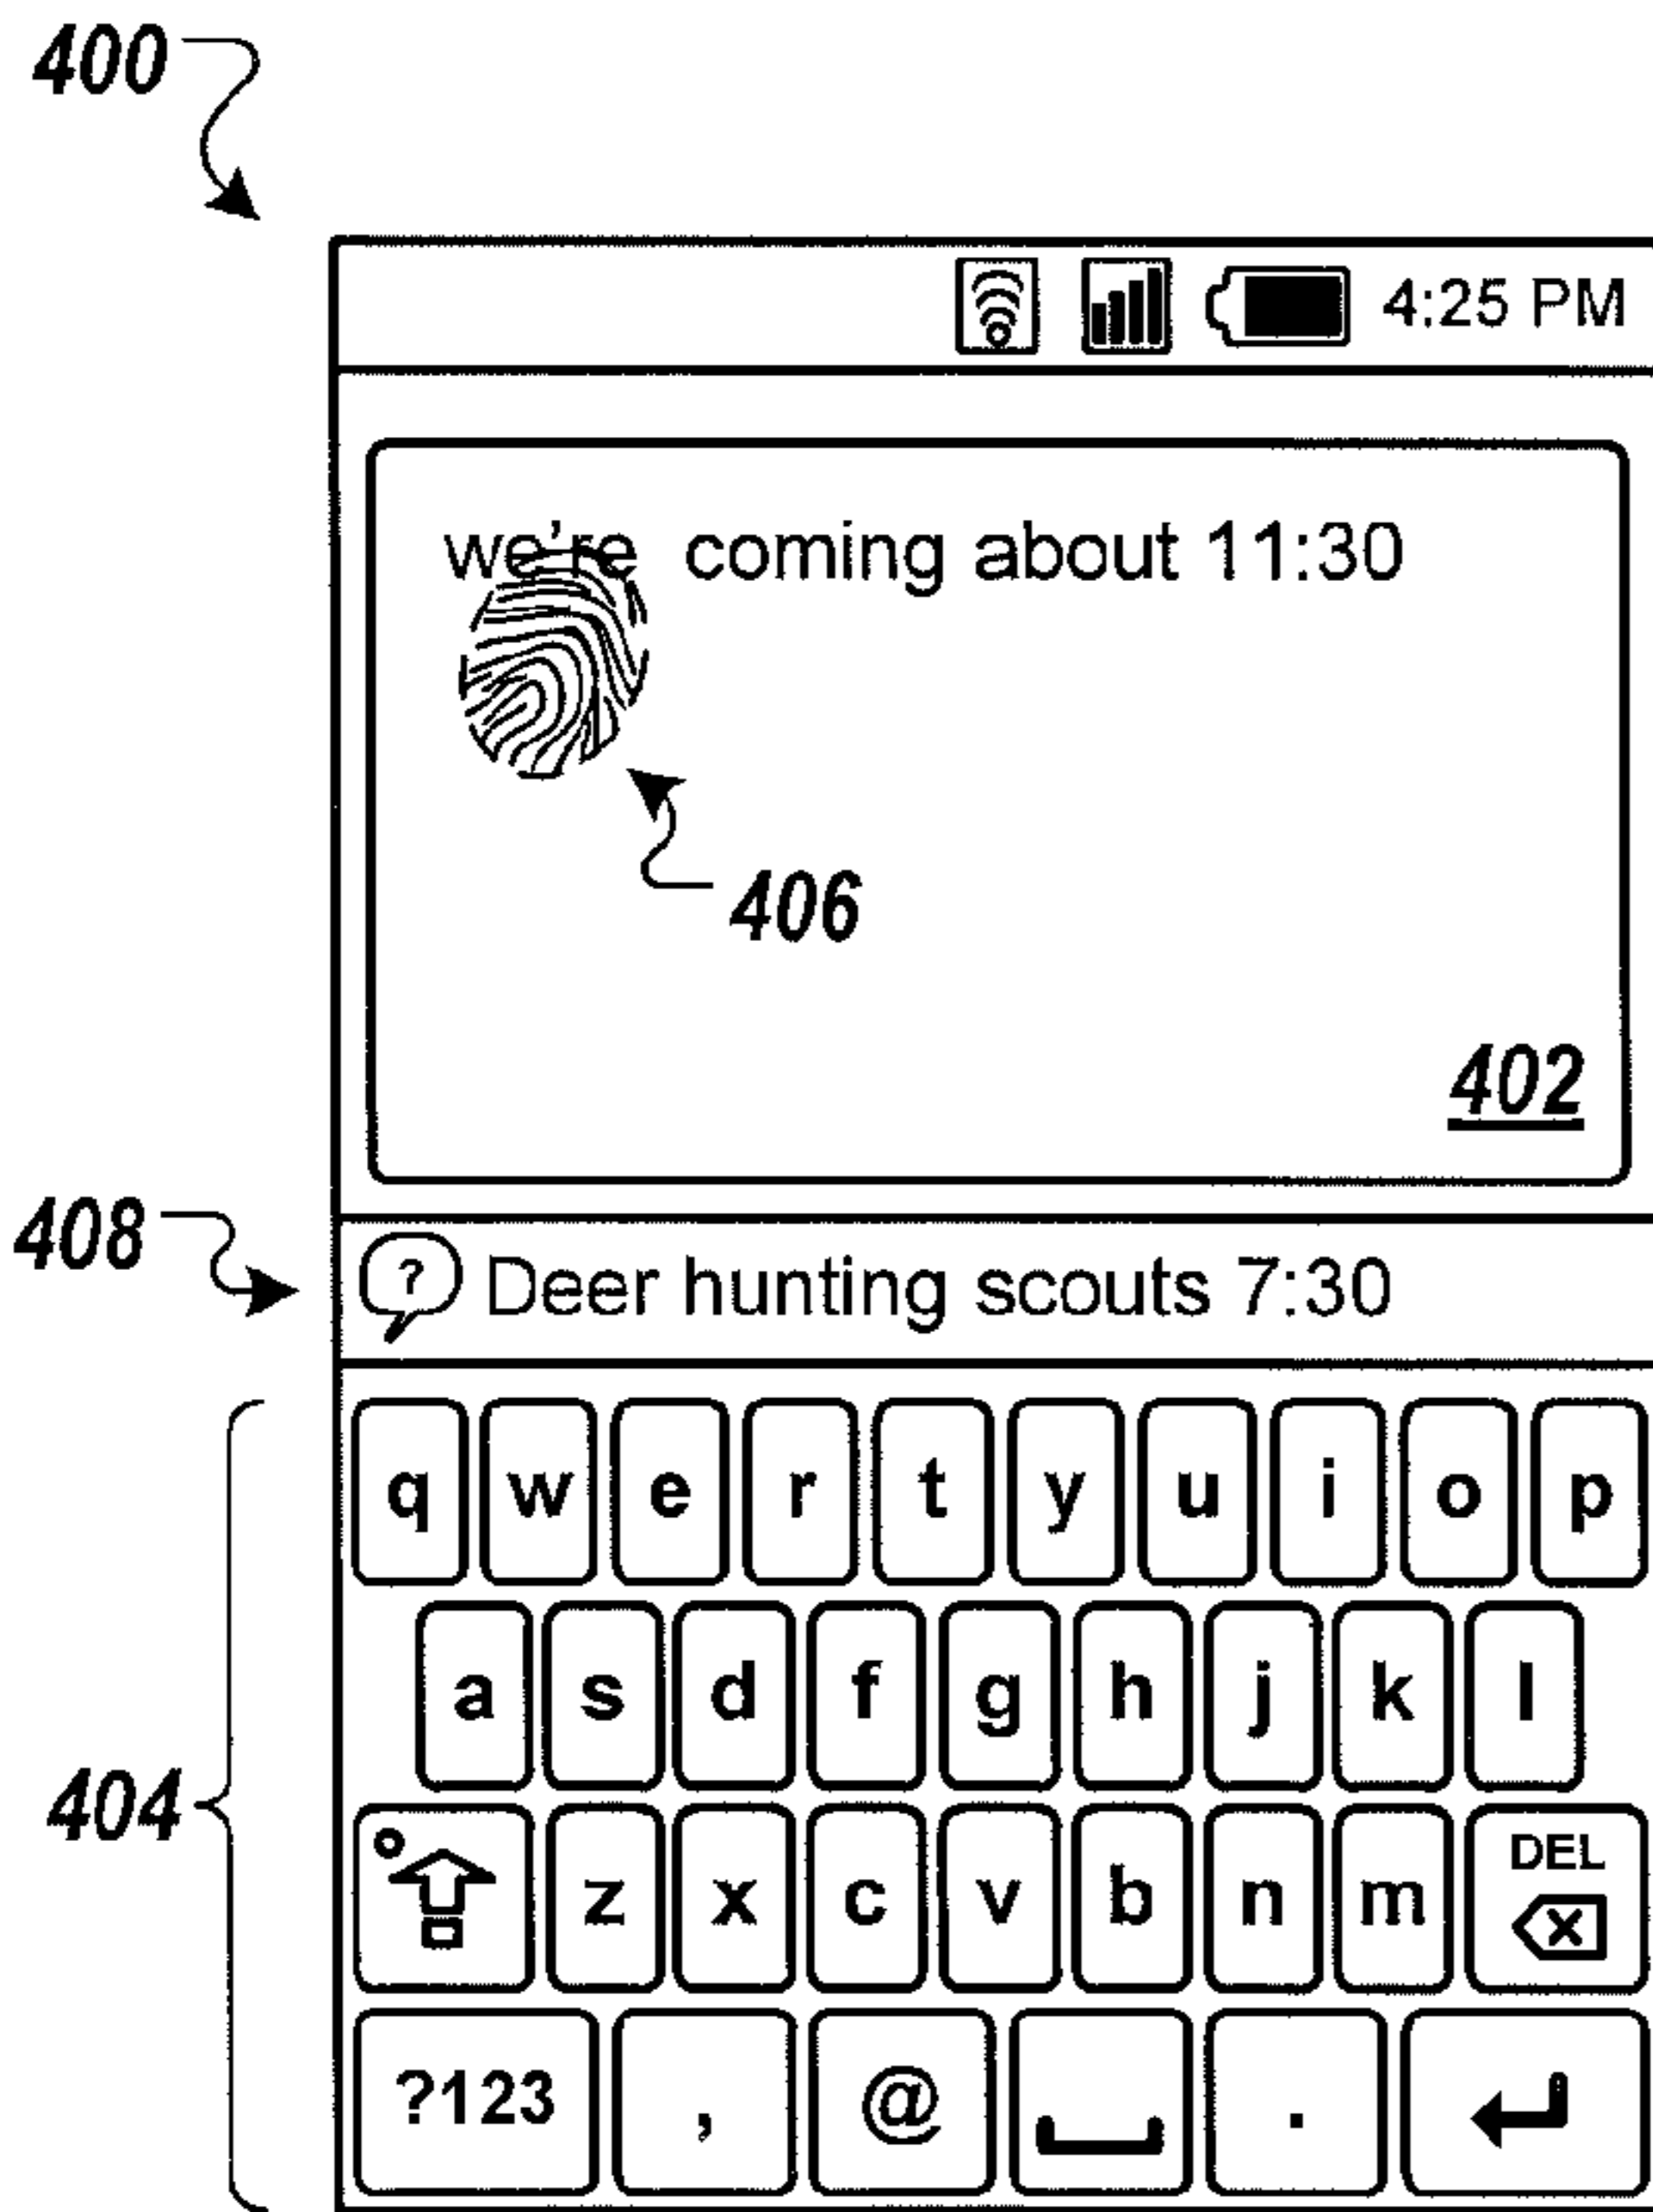 400
4:25 PM
we're coming about 11:30
406
402
408
? Deer hunting scouts 7:30
q w e r t y u i o p
a s d f g h j k l
404
z x c v b n m DEL
?123 , @ .